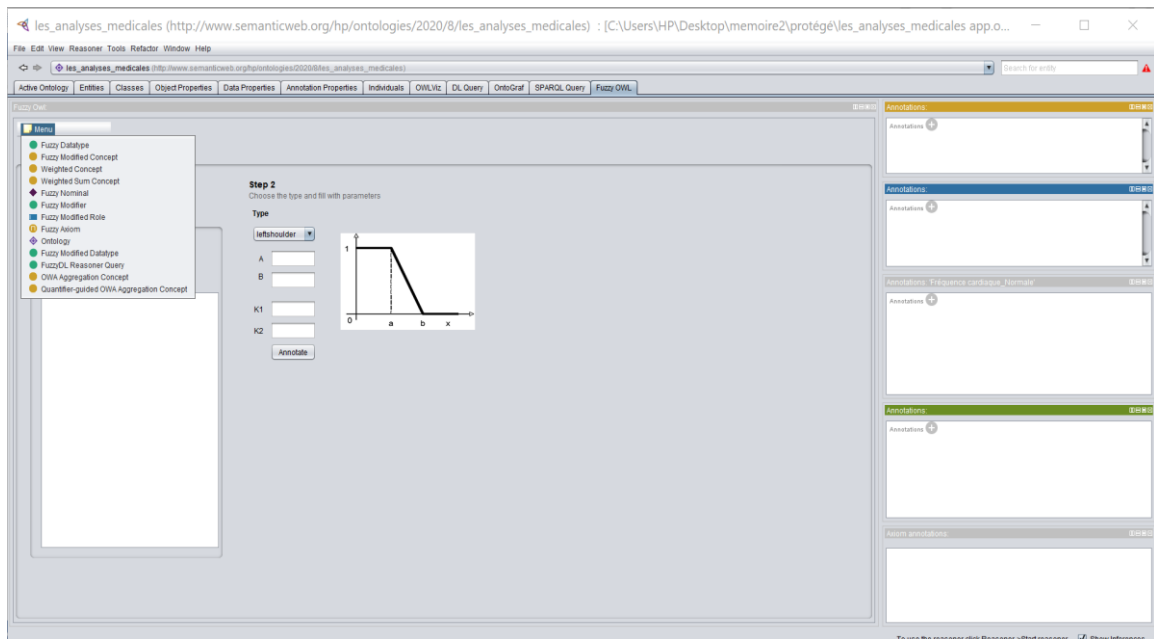 les_analyses_medicales (http://www.semanticweb.org/hp/ontologies/2020/8/les_analyses_medicales) : [C:\Users\HP\Desktop\memoire2\protégé\les_analyses_medicales app.o...
File Edit View Reasoner Tools Refactor Window Help
les_analyses_medicales (http://www.semanticweb.org/hp/ontologies/2020/8/les_analyses_medicales)
Search for entity
Active Ontology Entities Classes Object Properties Data Properties Annotation Properties Individuals OWLViz DL Query OntoGraf SPARQL Query Fuzzy OWL
Fuzzy Owl:
Menu
Fuzzy Datatype
Fuzzy Modified Concept
Weighted Concept
Weighted Sum Concept
Fuzzy Nominal
Fuzzy Modifier
Fuzzy Modified Role
Fuzzy Axiom
Ontology
Fuzzy Modified Datatype
FuzzyDL Reasoner Query
OWA Aggregation Concept
Quantifier-guided OWA Aggregation Concept
Step 2
Choose the type and fill with parameters
Type
leftshoulder
A
B
K1
K2
Annotate
1
0 a b x
Annotations:
Annotations
Annotations:
Annotations
Annotations: 'Fréquence cardiaque_Normale'
Annotations
Annotations:
Annotations
Axiom annotations:
To use the reasoner click Reasoner->Start reasoner Show Inferences